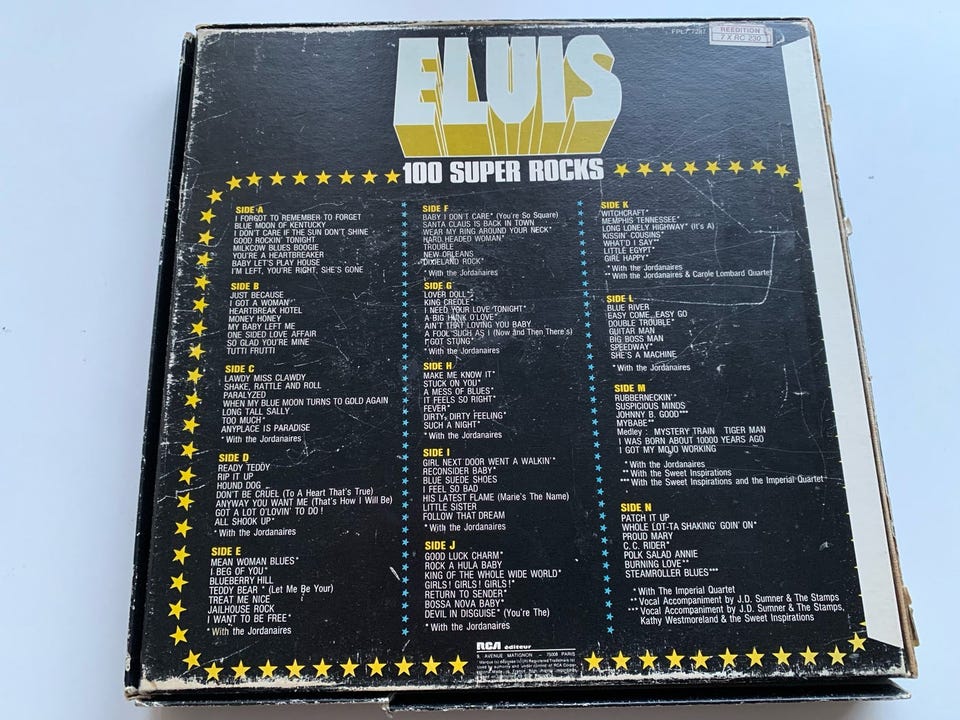 FPL7 7287
REEDITION
7 X RC 230
ELVIS
100 SUPER ROCKS
SIDE A
I FORGOT TO REMEMBER TO FORGET
BLUE MOON OF KENTUCKY
I DON'T CARE IF THE SUN DON'T SHINE
GOOD ROCKIN' TONIGHT
MILKCOW BLUES BOOGIE
YOU'RE A HEARTBREAKER
BABY LET'S PLAY HOUSE
I'M LEFT, YOU'RE RIGHT, SHE'S GONE
SIDE B
JUST BECAUSE
I GOT A WOMAN
HEARTBREAK HOTEL
MONEY HONEY
MY BABY LEFT ME
ONE SIDED LOVE AFFAIR
SO GLAD YOU'RE MINE
TUTTI FRUTTI
SIDE C
LAWDY MISS CLAWDY
SHAKE, RATTLE AND ROLL
PARALYZED
WHEN MY BLUE MOON TURNS TO GOLD AGAIN
LONG TALL SALLY
TOO MUCH*
ANYPLACE IS PARADISE
* With the Jordanaires
SIDE D
READY TEDDY
RIP IT UP
HOUND DOG
DON'T BE CRUEL (To A Heart That's True)
ANYWAY YOU WANT ME (That's How I Will Be)
GOT A LOT O'LOVIN' TO DO!
ALL SHOOK UP*
* With the Jordanaires
SIDE E
MEAN WOMAN BLUES*
I BEG OF YOU*
BLUEBERRY HILL
TEDDY BEAR * (Let Me Be Your)
TREAT ME NICE
JAILHOUSE ROCK
I WANT TO BE FREE*
* With the Jordanaires
SIDE F
BABY I DON'T CARE* (You're So Square)
SANTA CLAUS IS BACK IN TOWN
WEAR MY RING AROUND YOUR NECK*
HARD HEADED WOMAN*
TROUBLE
NEW ORLEANS
DIXIELAND ROCK*
* With the Jordanaires
SIDE G
LOVER DOLL*
KING CREOLE*
I NEED YOUR LOVE TONIGHT*
A BIG HUNK O'LOVE*
AIN'T THAT LOVING YOU BABY
A FOOL SUCH AS I (Now And Then There's)
I GOT STUNG*
* With the Jordanaires
SIDE H
MAKE ME KNOW IT*
STUCK ON YOU*
A MESS OF BLUES*
IT FEELS SO RIGHT*
FEVER*
DIRTY, DIRTY FEELING*
SUCH A NIGHT*
* With the Jordanaires
SIDE I
GIRL NEXT DOOR WENT A WALKIN'*
RECONSIDER BABY*
BLUE SUEDE SHOES
I FEEL SO BAD
HIS LATEST FLAME (Marie's The Name)
LITTLE SISTER
FOLLOW THAT DREAM
* With the Jordanaires
SIDE J
GOOD LUCK CHARM*
ROCK A HULA BABY
KING OF THE WHOLE WIDE WORLD*
GIRLS! GIRLS! GIRLS!*
RETURN TO SENDER*
BOSSA NOVA BABY*
DEVIL IN DISGUISE* (You're The)
* With the Jordanaires
SIDE K
WITCHCRAFT*
MEMPHIS TENNESSEE*
LONG LONELY HIGHWAY* (It's A)
KISSIN' COUSINS*
WHAT'D I SAY**
LITTLE EGYPT*
GIRL HAPPY*
* With the Jordanaires
** With the Jordanaires & Carole Lombard Quartet
SIDE L
BLUE RIVER
EASY COME...EASY GO
DOUBLE TROUBLE*
GUITAR MAN
BIG BOSS MAN
SPEEDWAY*
SHE'S A MACHINE
* With the Jordanaires
SIDE M
RUBBERNECKIN'*
SUSPICIOUS MINDS
JOHNNY B. GOOD***
MYBABE**
Medley : MYSTERY TRAIN TIGER MAN
I WAS BORN ABOUT 10000 YEARS AGO
I GOT MY MOJO WORKING
* With the Jordanaires
** With the Sweet Inspirations
*** With the Sweet Inspirations and the Imperial Quartet
SIDE N
PATCH IT UP
WHOLE LOT-TA SHAKING' GOIN' ON*
PROUD MARY
C.C. RIDER*
POLK SALAD ANNIE
BURNING LOVE**
STEAMROLLER BLUES***
* With The Imperial Quartet
** Vocal Accompaniment by J.D. Sumner & The Stamps
*** Vocal Accompaniment by J.D. Sumner & The Stamps,
Kathy Westmoreland & the Sweet Inspirations
RCA éditeur
9, AVENUE MATIGNON - 75008 PARIS